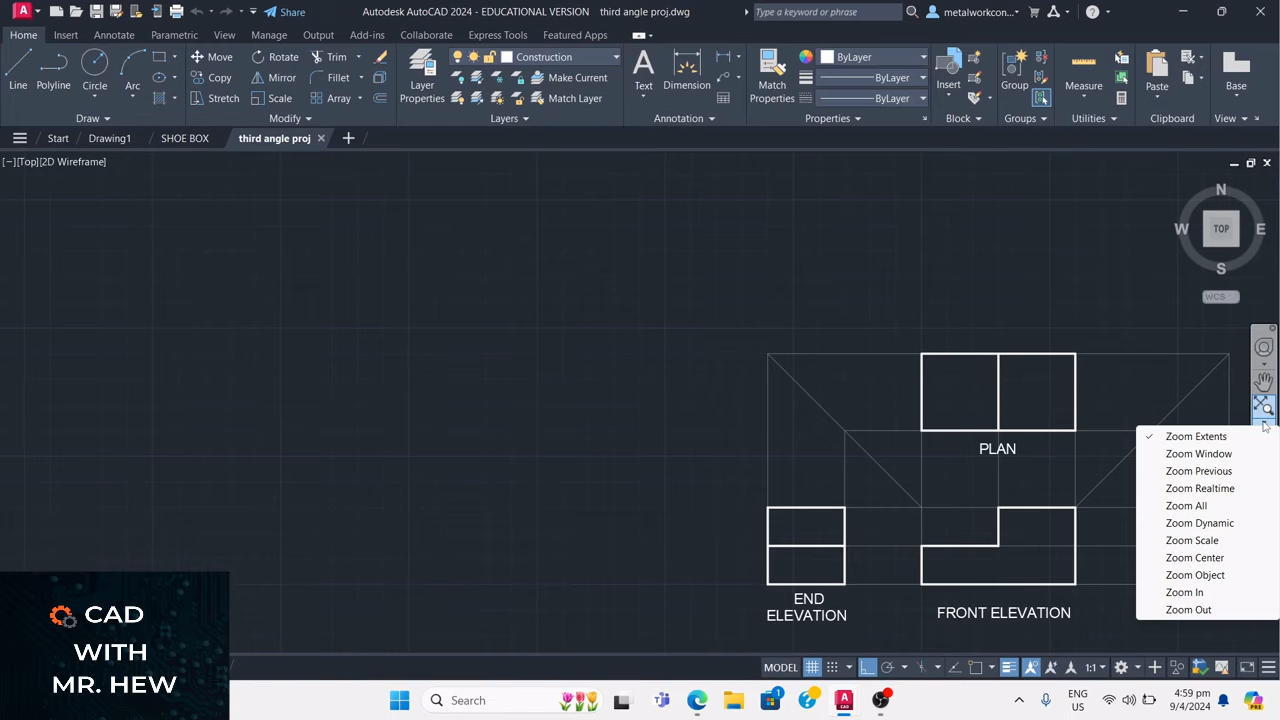 Share
Autodesk AutoCAD 2024 - EDUCATIONAL VERSION third angle proj.dwg
Type a keyword or phrase
metalworkcon...
Home Insert Annotate Parametric View Manage Output Add-ins Collaborate Express Tools Featured Apps
Line Polyline Circle Arc
Draw
Move Rotate Trim
Copy Mirror Fillet
Stretch Scale Array
Modify
Layer Properties
Construction
Make Current
Match Layer
Layers
Text Dimension
Annotation
Match Properties
ByLayer
ByLayer
ByLayer
Properties
Insert
Block
Group
Groups
Measure
Utilities
Paste
Clipboard
Base
View
Start Drawing1 SHOE BOX third angle proj
[−][Top][2D Wireframe]
N
W TOP E
S
WCS
PLAN
END
ELEVATION
FRONT ELEVATION
Zoom Extents
Zoom Window
Zoom Previous
Zoom Realtime
Zoom All
Zoom Dynamic
Zoom Scale
Zoom Center
Zoom Object
Zoom In
Zoom Out
CAD
WITH
MR. HEW
MODEL 1:1
Search
ENG
US
4:59 pm
9/4/2024